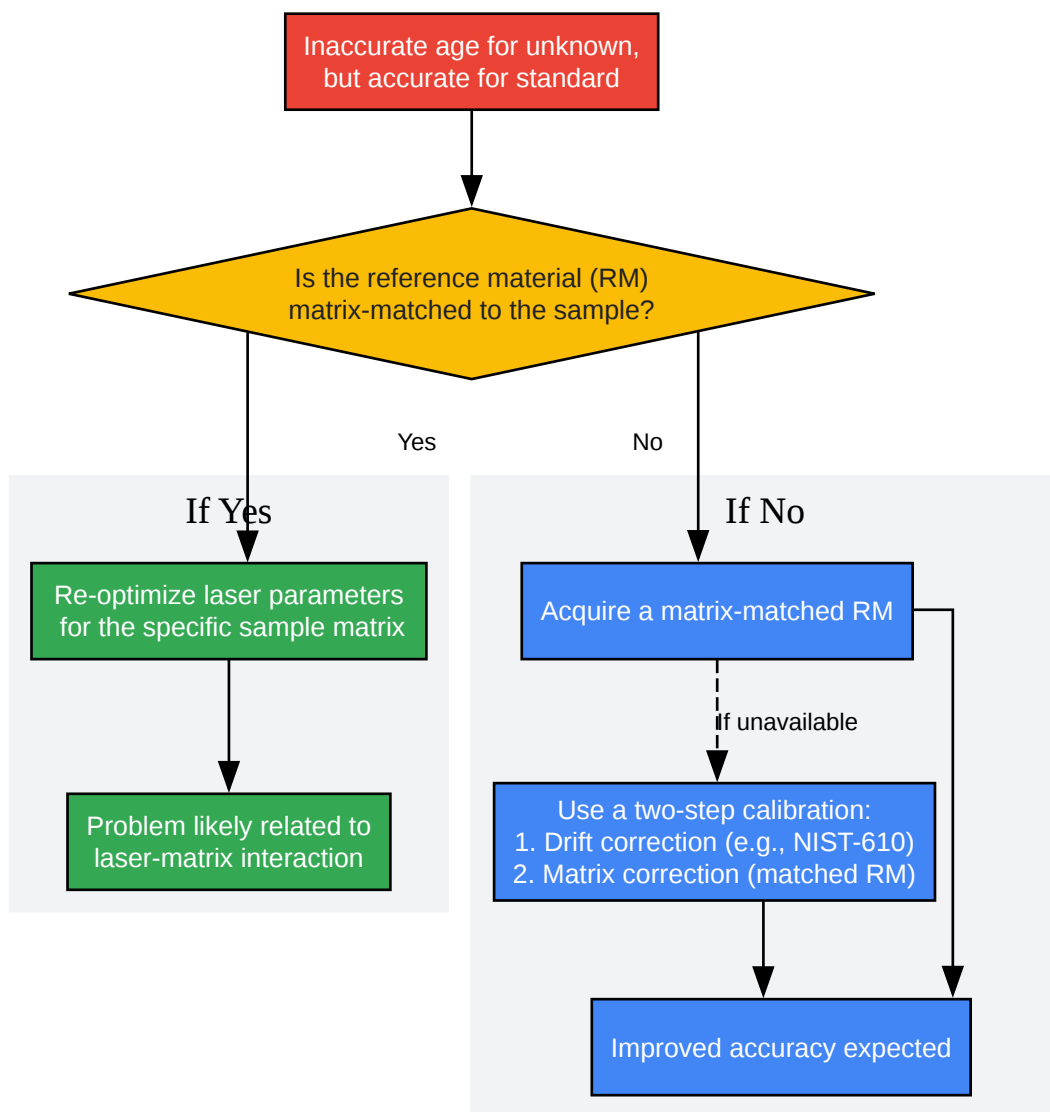 Inaccurate age for unknown,
but accurate for standard
Is the reference material (RM)
matrix-matched to the sample?
Yes
No
If Yes
If No
Re-optimize laser parameters
for the specific sample matrix
Acquire a matrix-matched RM
If unavailable
Problem likely related to
laser-matrix interaction
Use a two-step calibration:
1. Drift correction (e.g., NIST-610)
2. Matrix correction (matched RM)
Improved accuracy expected